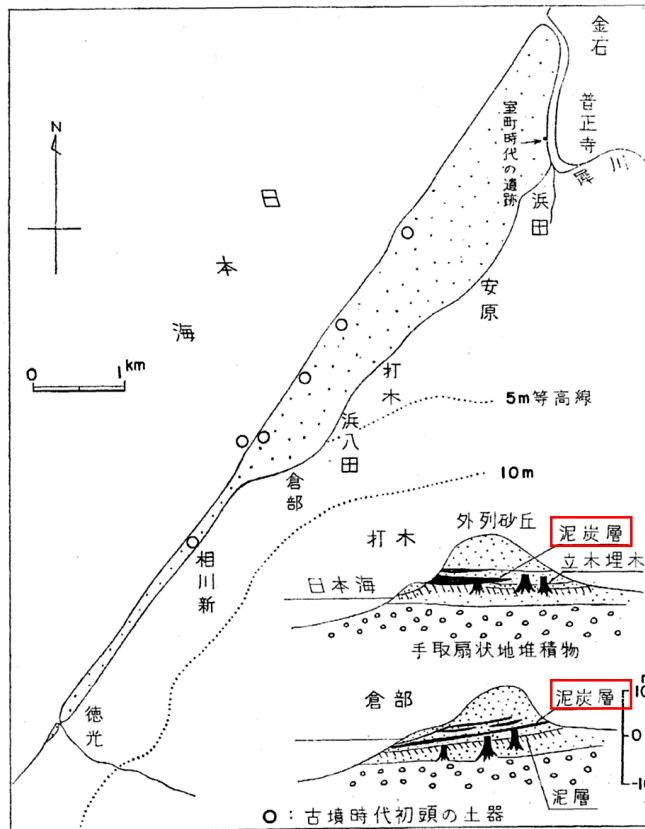 金石
普正寺
犀川
室町時代の遺跡
浜田
N
日本海
安原
0 1 km
打木
5m等高線
浜八田
10m
倉部
外列砂丘
打木
泥炭層
立木埋木
日本海
相川新
手取扇状地堆積物
m
倉部
泥炭層
10
0
徳光
泥層
-10
○:古墳時代初頭の土器